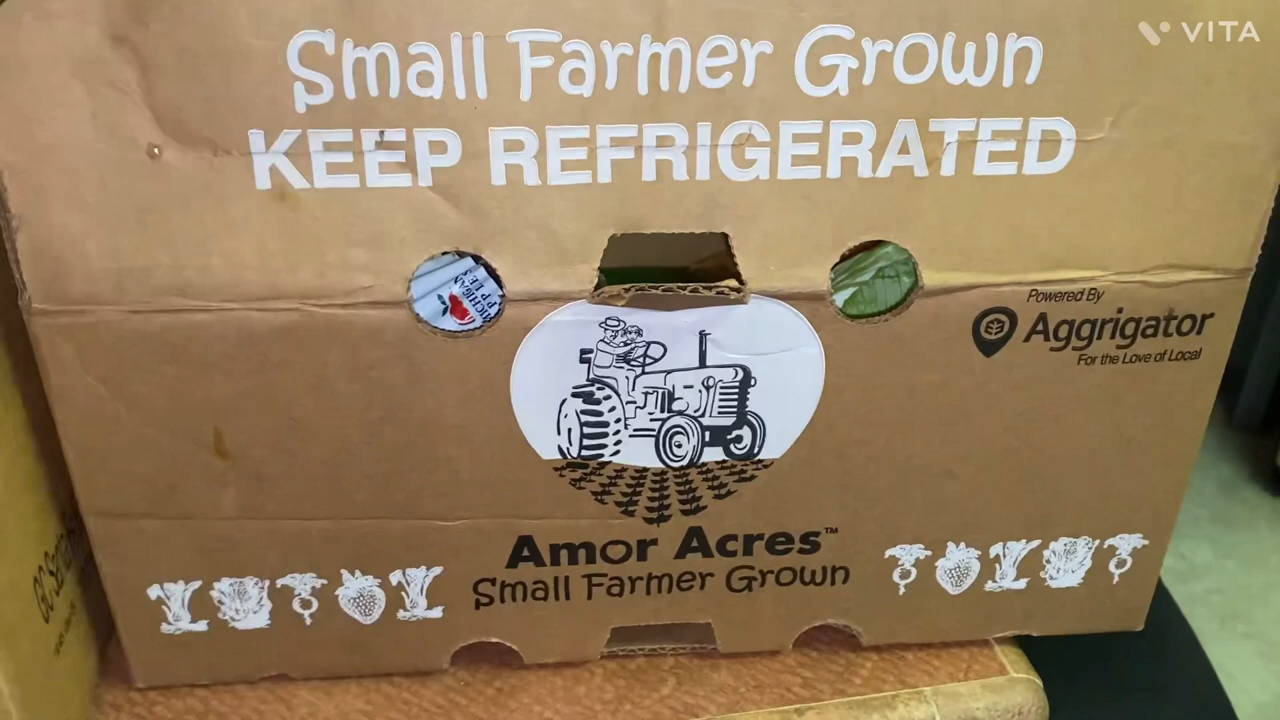 VITA
Small Farmer Grown
KEEP REFRIGERATED
Powered By
Aggrigator
For the Love of Local
Amor Acres™
Small Farmer Grown